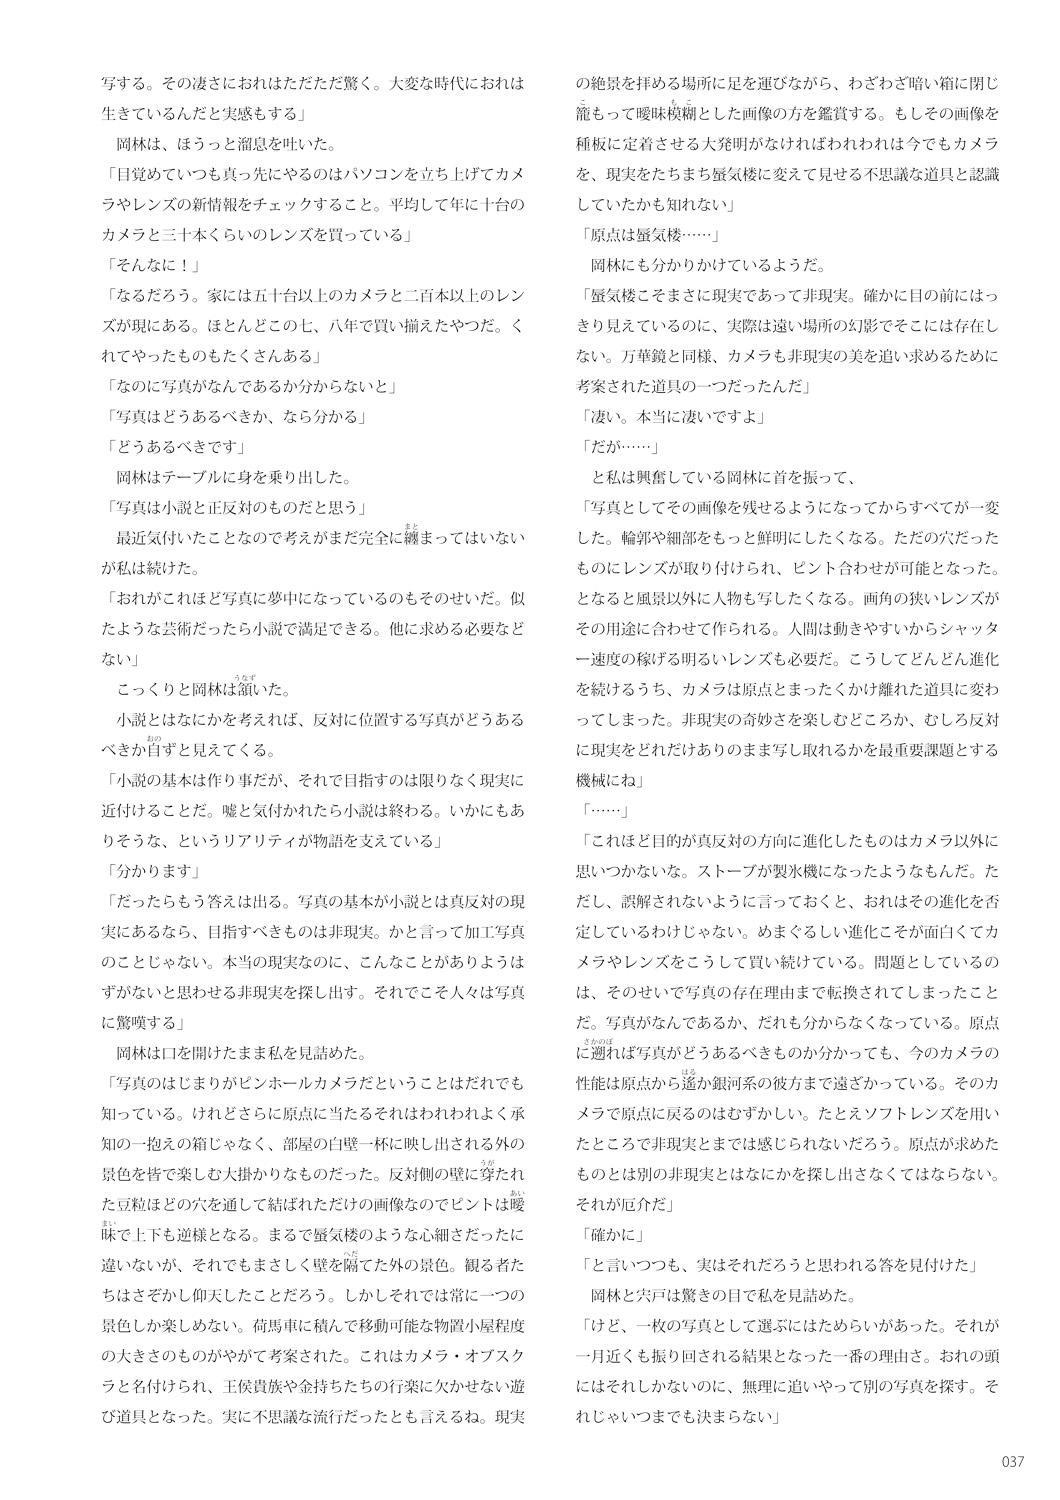 写する。その凄さにおれはただただ驚く。大変な時代におれは
生きているんだと実感もする」
岡林は、ほうっと溜息を吐いた。
「目覚めていつも真っ先にやるのはパソコンを立ち上げてカメ
ラやレンズの新情報をチェックすること。平均して年に十台の
カメラと三十本くらいのレンズを買っている」
「そんなに！」
「なるだろう。家には五十台以上のカメラと二百本以上のレン
ズが現にある。ほとんどこの七、八年で買い揃えたやつだ。く
れてやったものもたくさんある」
「なのに写真がなんであるか分からないと」
「写真はどうあるべきか、なら分かる」
「どうあるべきです」
岡林はテーブルに身を乗り出した。
「写真は小説と正反対のものだと思う」
最近気付いたことなので考えがまだ完全に纏まってはいない
が私は続けた。
「おれがこれほど写真に夢中になっているのもそのせいだ。似
たような芸術だったら小説で満足できる。他に求める必要など
ない」
こっくりと岡林は頷いた。
小説とはなにかを考えれば、反対に位置する写真がどうある
べきか自ずと見えてくる。
「小説の基本は作り事だが、それで目指すのは限りなく現実に
近付けることだ。嘘と気付かれたら小説は終わる。いかにもあ
りそうな、というリアリティが物語を支えている」
「分かります」
「だったらもう答えは出る。写真の基本が小説とは真反対の現
実にあるなら、目指すべきものは非現実。かと言って加工写真
のことじゃない。本当の現実なのに、こんなことがありようは
ずがないと思わせる非現実を探し出す。それでこそ人々は写真
に驚嘆する」
岡林は口を開けたまま私を見詰めた。
「写真のはじまりがピンホールカメラだということはだれでも
知っている。けれどさらに原点に当たるそれはわれわれよく承
知の一抱えの箱じゃなく、部屋の白壁一杯に映し出される外の
景色を皆で楽しむ大掛かりなものだった。反対側の壁に穿たれ
た豆粒ほどの穴を通して結ばれただけの画像なのでピントは曖
昧で上下も逆様となる。まるで蜃気楼のような心細さだったに
違いないが、それでもまさしく壁を隔てた外の景色。観る者た
ちはさぞかし仰天したことだろう。しかしそれでは常に一つの
景色しか楽しめない。荷馬車に積んで移動可能な物置小屋程度
の大きさのものがやがて考案された。これはカメラ・オブスク
ラと名付けられ、王侯貴族や金持ちたちの行楽に欠かせない遊
び道具となった。実に不思議な流行だったとも言えるね。現実
の絶景を拝める場所に足を運びながら、わざわざ暗い箱に閉じ
籠もって曖昧模糊とした画像の方を鑑賞する。もしその画像を
種板に定着させる大発明がなければわれわれは今でもカメラ
を、現実をたちまち蜃気楼に変えて見せる不思議な道具と認識
していたかも知れない」
「原点は蜃気楼……」
岡林にも分かりかけているようだ。
「蜃気楼こそまさに現実であって非現実。確かに目の前にはっ
きり見えているのに、実際は遠い場所の幻影でそこには存在し
ない。万華鏡と同様、カメラも非現実の美を追い求めるために
考案された道具の一つだったんだ」
「凄い。本当に凄いですよ」
「だが……」
と私は興奮している岡林に首を振って、
「写真としてその画像を残せるようになってからすべてが一変
した。輪郭や細部をもっと鮮明にしたくなる。ただの穴だった
ものにレンズが取り付けられ、ピント合わせが可能となった。
となると風景以外に人物も写したくなる。画角の狭いレンズが
その用途に合わせて作られる。人間は動きやすいからシャッタ
ー速度の稼げる明るいレンズも必要だ。こうしてどんどん進化
を続けるうち、カメラは原点とまったくかけ離れた道具に変わ
ってしまった。非現実の奇妙さを楽しむどころか、むしろ反対
に現実をどれだけありのまま写し取れるかを最重要課題とする
機械にね」
「……」
「これほど目的が真反対の方向に進化したものはカメラ以外に
思いつかないな。ストーブが製氷機になったようなもんだ。た
だし、誤解されないように言っておくと、おれはその進化を否
定しているわけじゃない。めまぐるしい進化こそが面白くてカ
メラやレンズをこうして買い続けている。問題としているの
は、そのせいで写真の存在理由まで転換されてしまったこと
だ。写真がなんであるか、だれも分からなくなっている。原点
に遡れば写真がどうあるべきものか分かっても、今のカメラの
性能は原点から遙か銀河系の彼方まで遠ざかっている。そのカ
メラで原点に戻るのはむずかしい。たとえソフトレンズを用い
たところで非現実とまでは感じられないだろう。原点が求めた
ものとは別の非現実とはなにかを探し出さなくてはならない。
それが厄介だ」
「確かに」
「と言いつつも、実はそれだろうと思われる答を見付けた」
岡林と宍戸は驚きの目で私を見詰めた。
「けど、一枚の写真として選ぶにはためらいがあった。それが
一月近くも振り回される結果となった一番の理由さ。おれの頭
にはそれしかないのに、無理に追いやって別の写真を探す。そ
れじゃいつまでも決まらない」
037